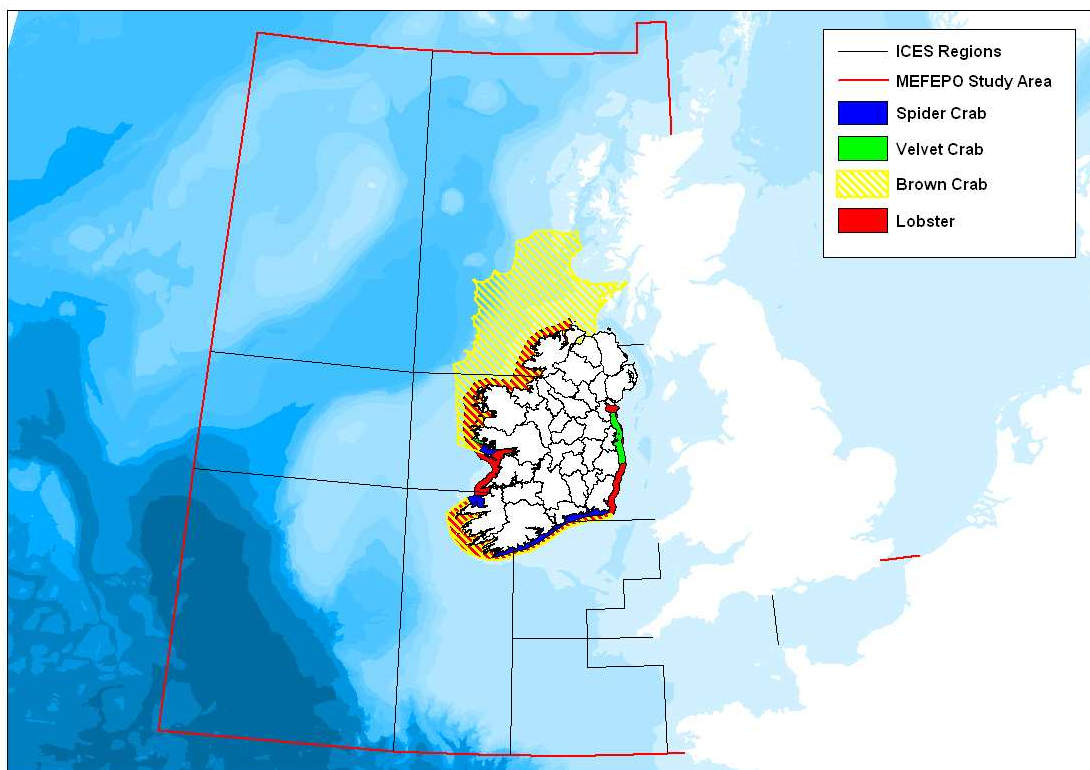 ICES Regions
MEFEPO Study Area
Spider Crab
Velvet Crab
Brown Crab
Lobster